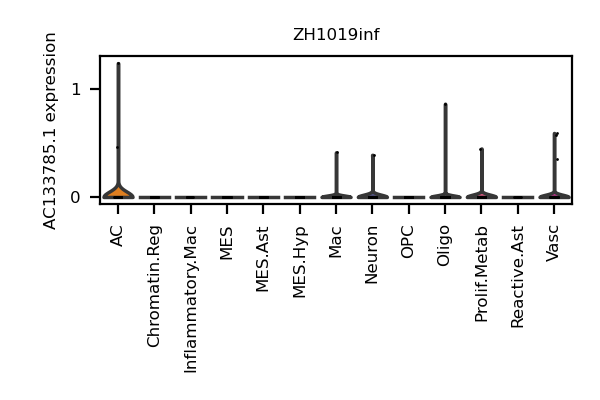 ZH1019inf
AC133785.1 expression
1
0
AC
Chromatin.Reg
Inflammatory.Mac
MES
MES.Ast
MES.Hyp
Mac
Neuron
OPC
Oligo
Prolif.Metab
Reactive.Ast
Vasc